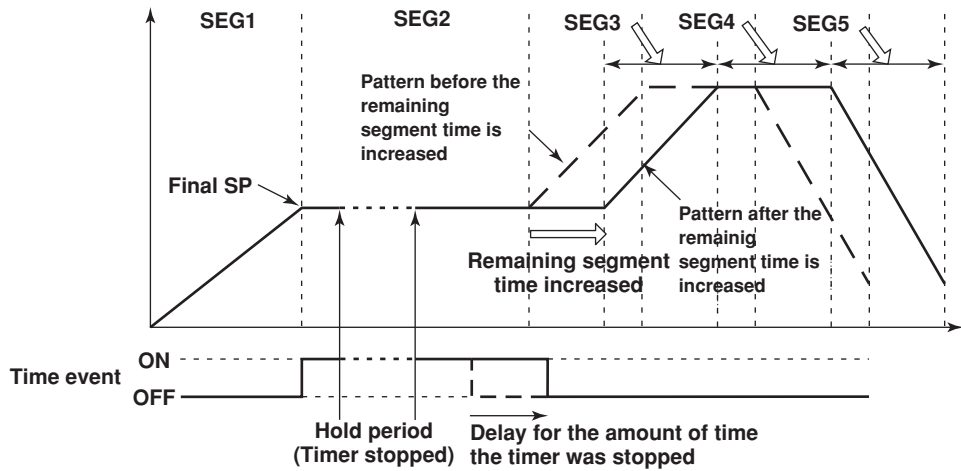 SEG1
SEG2
SEG3
SEG4
SEG5
Pattern before the
remaining
segment time is
increased
Final SP
Pattern after the
remainig
segment time is
increased
Remaining segment
time increased
Time event
ON
OFF
Hold period
(Timer stopped)
Delay for the amount of time
the timer was stopped